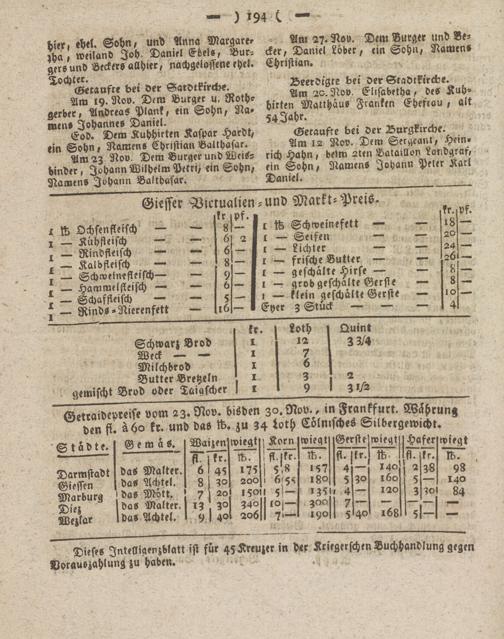 — ) 194 ( —
hier, ehel. Sohn, und Anna Margare-
tha, weiland Joh. Daniel Ebels, Bur-
gers und Beckers allhier, nachgelossene ehel.
Tochter.
Getaufte bei der Stadtkirche.
Am 19. Nov. Dem Burger u. Roth-
gerber, Andreas Plank, ein Sohn, Na-
mens Johannes Daniel.
Eod. Dem Kuhhirten Kaspar Hardt,
ein Sohn, Namens Christian Balthasar.
Am 23 Nov. Dem Burger und Weis-
binder, Johann Wilhelm Petri, ein Sohn,
Namens Johann Balthasar.
Am 27. Nov. Dem Burger und Be-
cker, Daniel Löber, ein Sohn, Namens
Christian.
Beerdigte bei der Stadtkirche.
Am 20. Nov. Elisabetha, des Kuh-
hirten Matthäus Franken Ehefrau, alt
54 Jahr.
Getaufte bei der Burgkirche.
Am 12 Nov. Dem Sergeant, Hein-
rich Hahn, beim 2ten Bataillon Landgraf,
ein Sohn, Namens Johann Peter Karl
Daniel.
Giesser Victualien- und Markt-Preis.
kr. pf.
1 ℔ Ochsenfleisch — 8 —
1 — Kühfleisch — 6 2
1 — Rindfleisch — 6 —
1 — Kalbfleisch — 8 —
1 — Schweinefleisch — 9 —
1 — Hammelfleisch — 6 —
1 — Schaffleisch — 5 —
1 — Rinds-Nierenfett — 16 —
kr. pf.
1 ℔ Schweinefett — 18 —
1 — Seifen — — 20 —
1 — Lichter — — 24 —
1 — frische Butter — 26 —
1 — geschälte Hirse — 8 —
1 — grob geschälte Gerste — 8 —
1 — klein geschälte Gerste — 10 —
Eyer 3 Stück — — 4
kr. Loth Quint
Schwarz Brod 1 12 3 3/4
Weck — — 1 7
Milchbrod 1 6
Butter Bretzeln 1 3 2
gemischt Brod oder Taigscher 1 9 3 1/2
Getraidepreise vom 23. Nov. bis den 30. Nov., in Frankfurt. Währung
den fl. à 60 kr. und das ℔. zu 34 Loth Cölnisches Silbergewicht.
Städte. Gemäs. Waizen wiegt Korn wiegt Gerste wiegt Hafer wiegt
fl. kr. ℔. fl. kr. ℔. fl. kr. ℔. fl. kr. ℔.
Darmstadt das Malter. 6 45 175 5 8 157 4 — 140 2 38 98
Giessen das Achtel. 8 30 200 6 55 180 5 30 160 5 — 140
Marburg das Mött. 7 20 150 5 — 135 4 — 120 3 30 84
Diez das Malter. 13 30 340 10 — 300 7 — — — — —
Wezlar das Achtel. 9 40 206 7 — 190 5 40 168 5 — —
Dieses Intelligenzblatt ist für 45 Kreuzer in der Kriegerschen Buchhandlung gegen
Vorauszahlung zu haben.